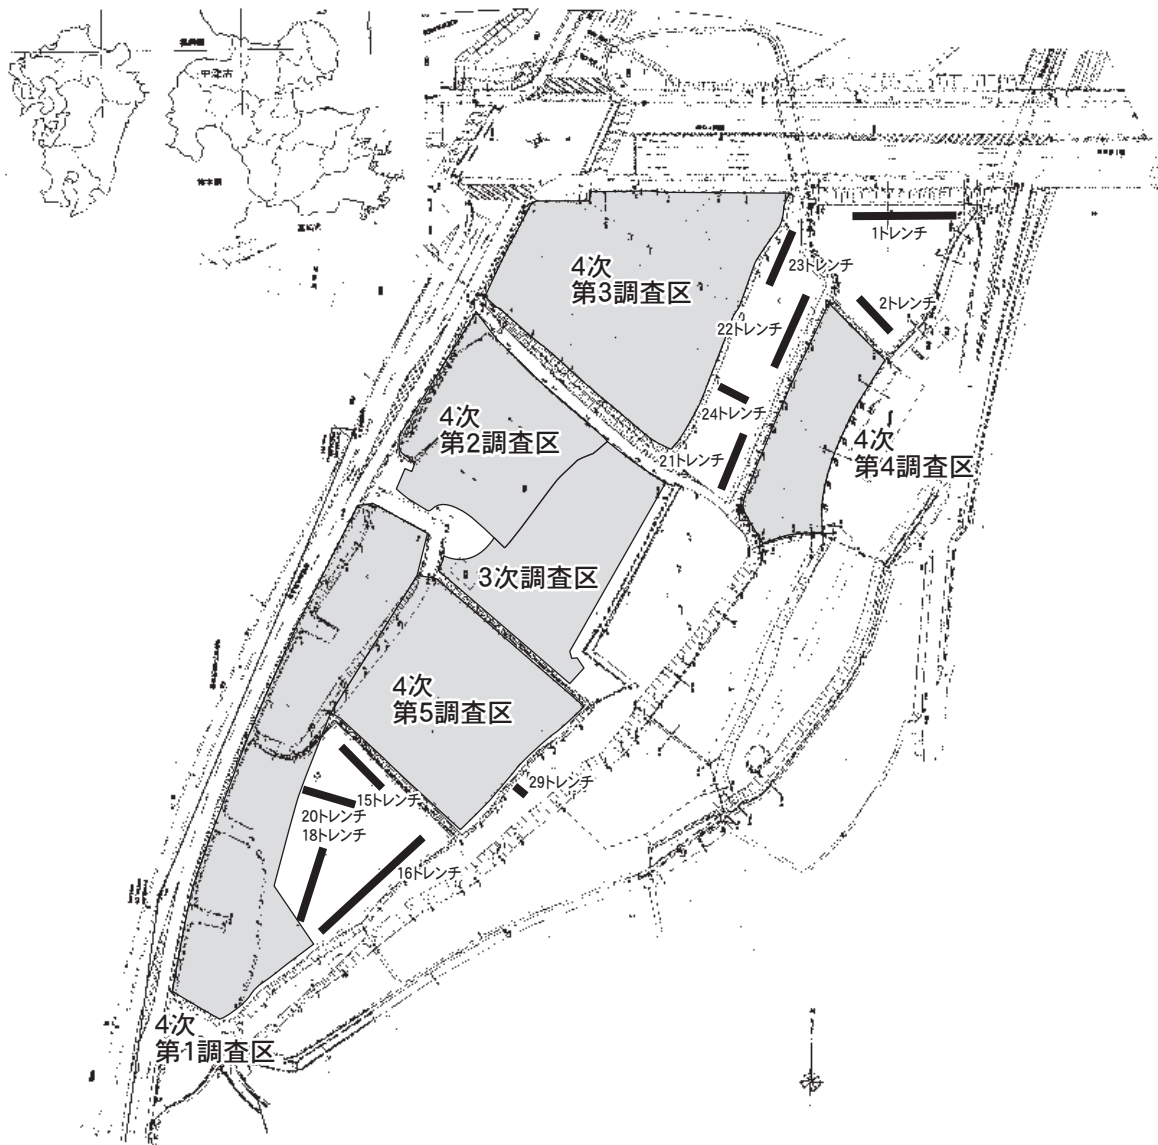 中津市
1トレンチ
23トレンチ
4次
第3調査区
2トレンチ
22トレンチ
24トレンチ
4次
第2調査区
4次
第4調査区
21トレンチ
3次調査区
4次
第5調査区
29トレンチ
15トレンチ
20トレンチ
18トレンチ
16トレンチ
4次
第1調査区